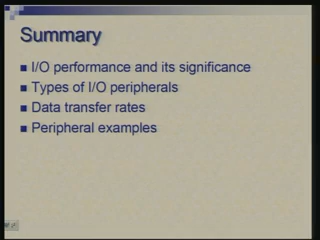 Summary
I/O performance and its significance
Types of I/O peripherals
Data transfer rates
Peripheral examples